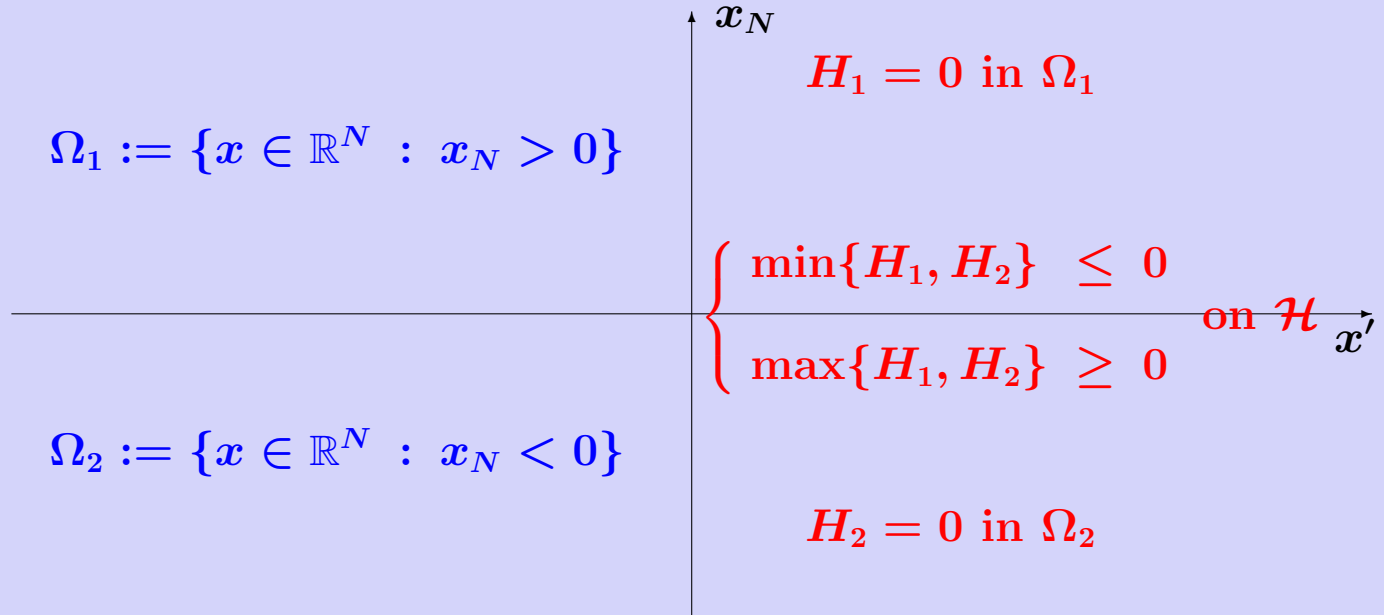 x_N
H_1 = 0 in Ω_1
Ω_1 := {x ∈ ℝ^N : x_N > 0}
min{H_1, H_2} ≤ 0
on ℋ
x′
max{H_1, H_2} ≥ 0
Ω_2 := {x ∈ ℝ^N : x_N < 0}
H_2 = 0 in Ω_2